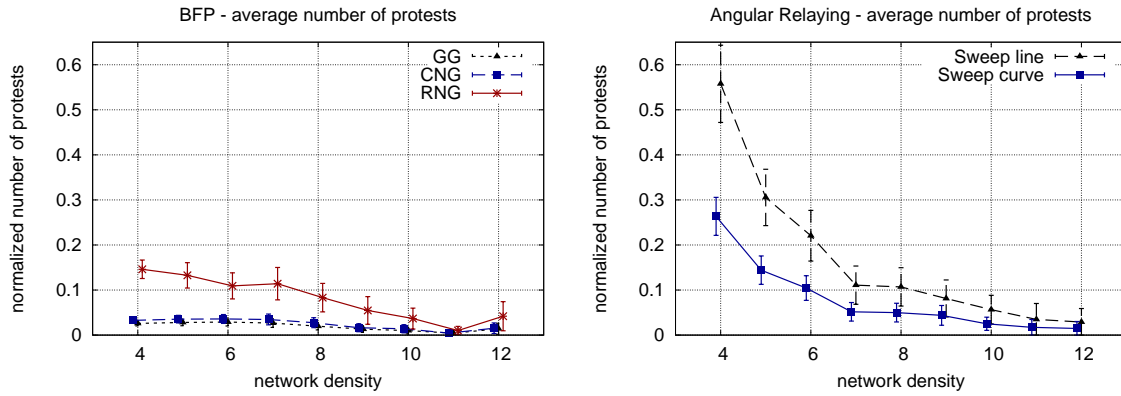 BFP - average number of protests
normalized number of protests
0.6
0.5
0.4
0.3
0.2
0.1
0
GG
CNG
RNG
4 6 8 10 12
network density
Angular Relaying - average number of protests
normalized number of protests
0.6
0.5
0.4
0.3
0.2
0.1
0
Sweep line
Sweep curve
4 6 8 10 12
network density